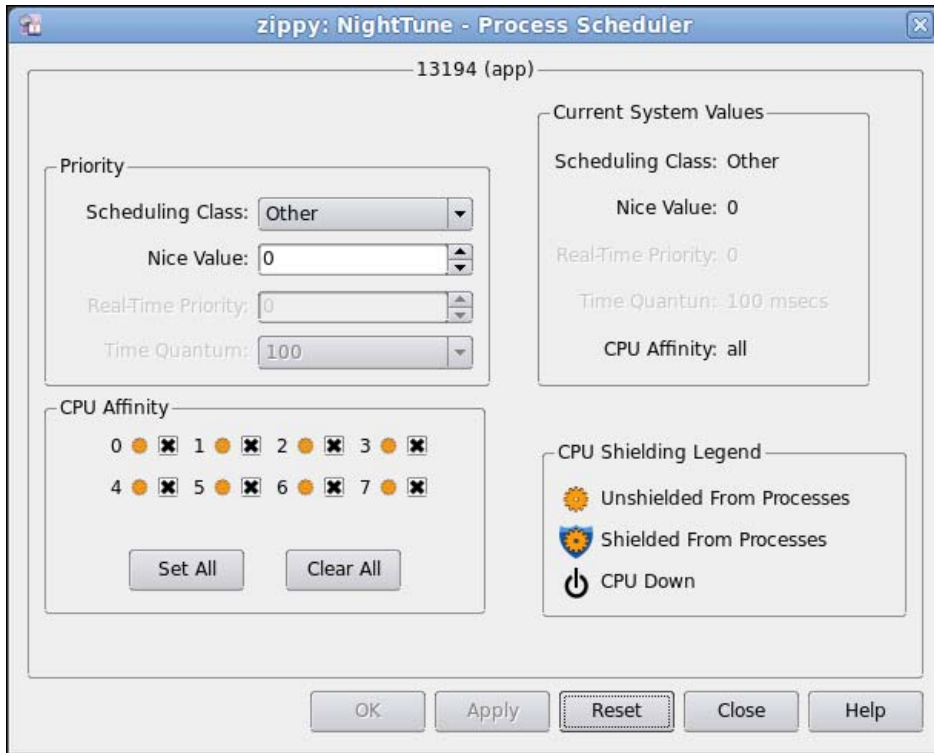 zippy: NightTune - Process Scheduler
13194 (app)
Priority
Scheduling Class: Other
Nice Value: 0
Real-Time Priority: 0
Time Quantum: 100
Current System Values
Scheduling Class: Other
Nice Value: 0
Real-Time Priority: 0
Time Quantun: 100 msecs
CPU Affinity: all
CPU Affinity
0 1 2 3
4 5 6 7
Set All Clear All
CPU Shielding Legend
Unshielded From Processes
Shielded From Processes
CPU Down
OK Apply Reset Close Help